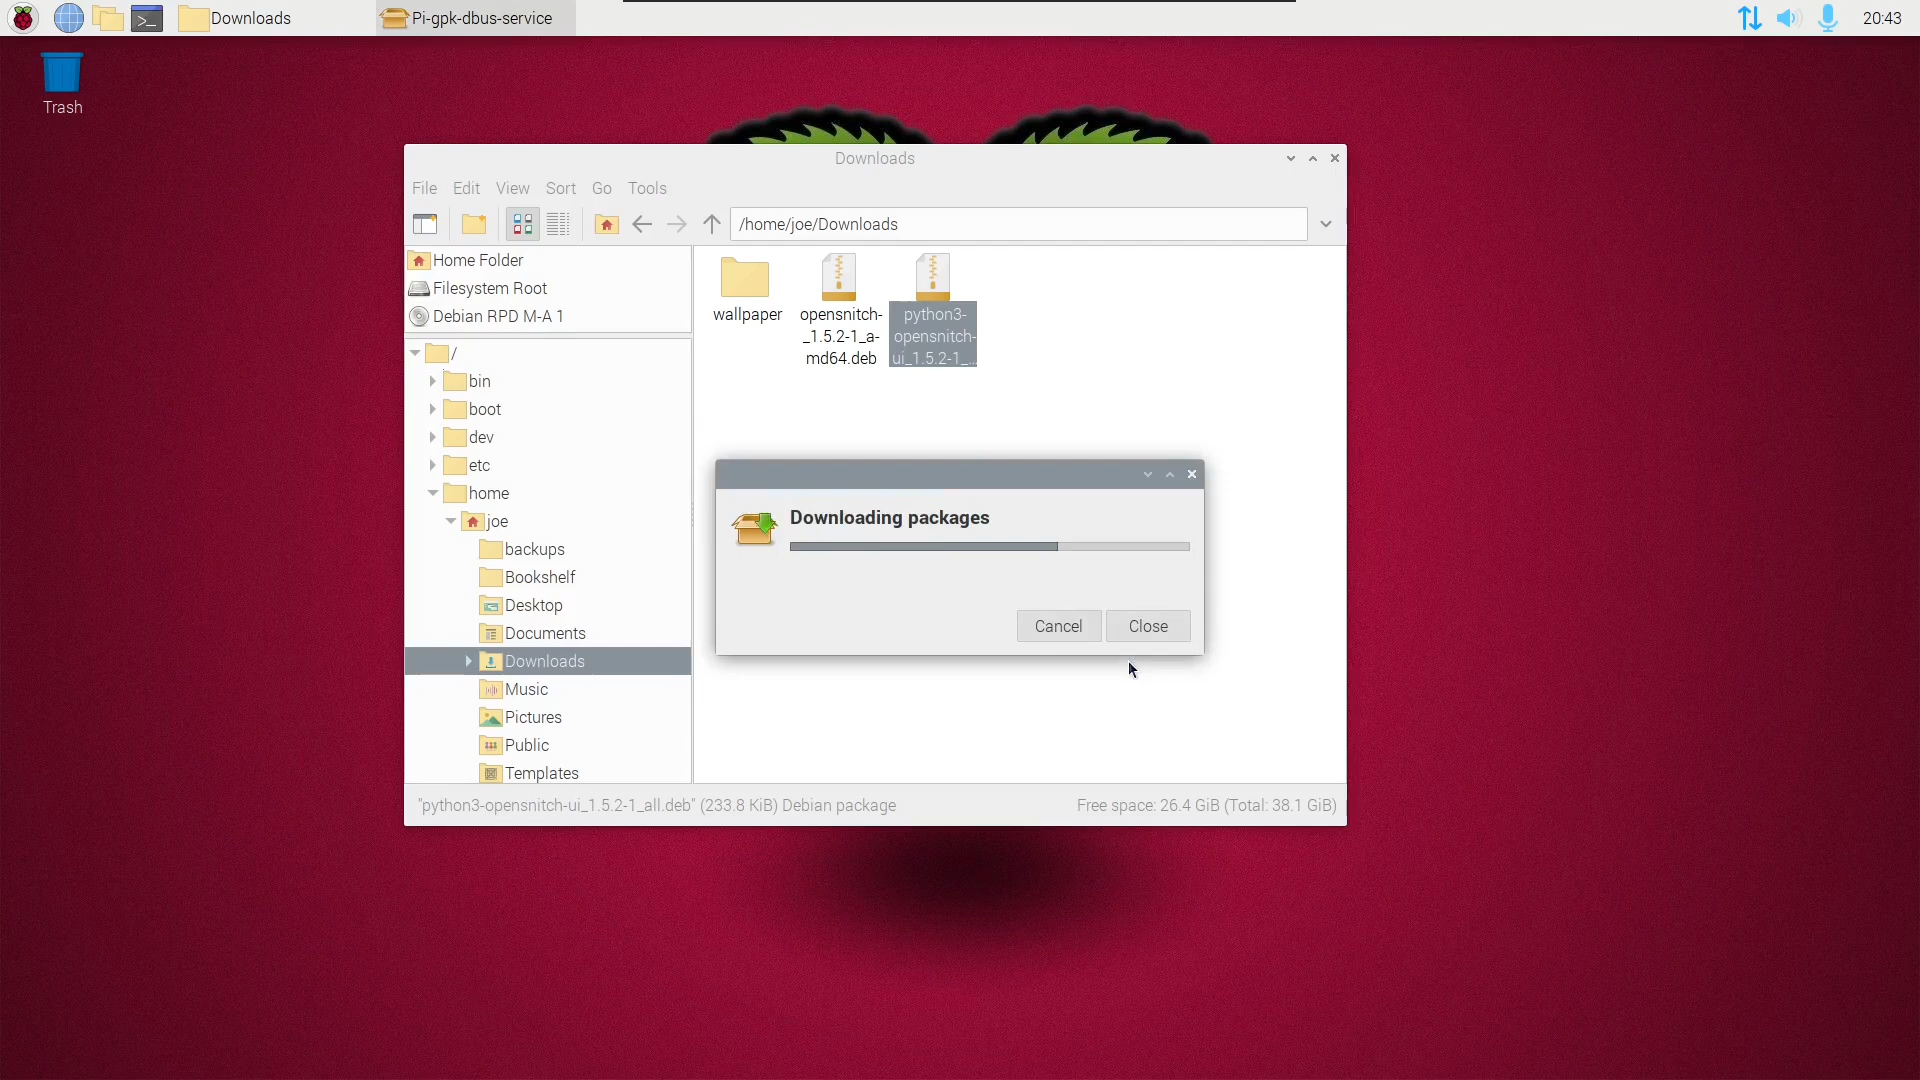 Downloads
Pi-gpk-dbus-service
20:43
Trash
Downloads
File Edit View Sort Go Tools
/home/joe/Downloads
Home Folder
Filesystem Root
Debian RPD M-A 1
/
bin
boot
dev
etc
home
joe
backups
Bookshelf
Desktop
Documents
Downloads
Music
Pictures
Public
Templates
wallpaper
opensnitch-
_1.5.2-1_a-
md64.deb
python3-
opensnitch-
ui_1.5.2-1_...
Downloading packages
Cancel Close
"python3-opensnitch-ui_1.5.2-1_all.deb" (233.8 KiB) Debian package
Free space: 26.4 GiB (Total: 38.1 GiB)